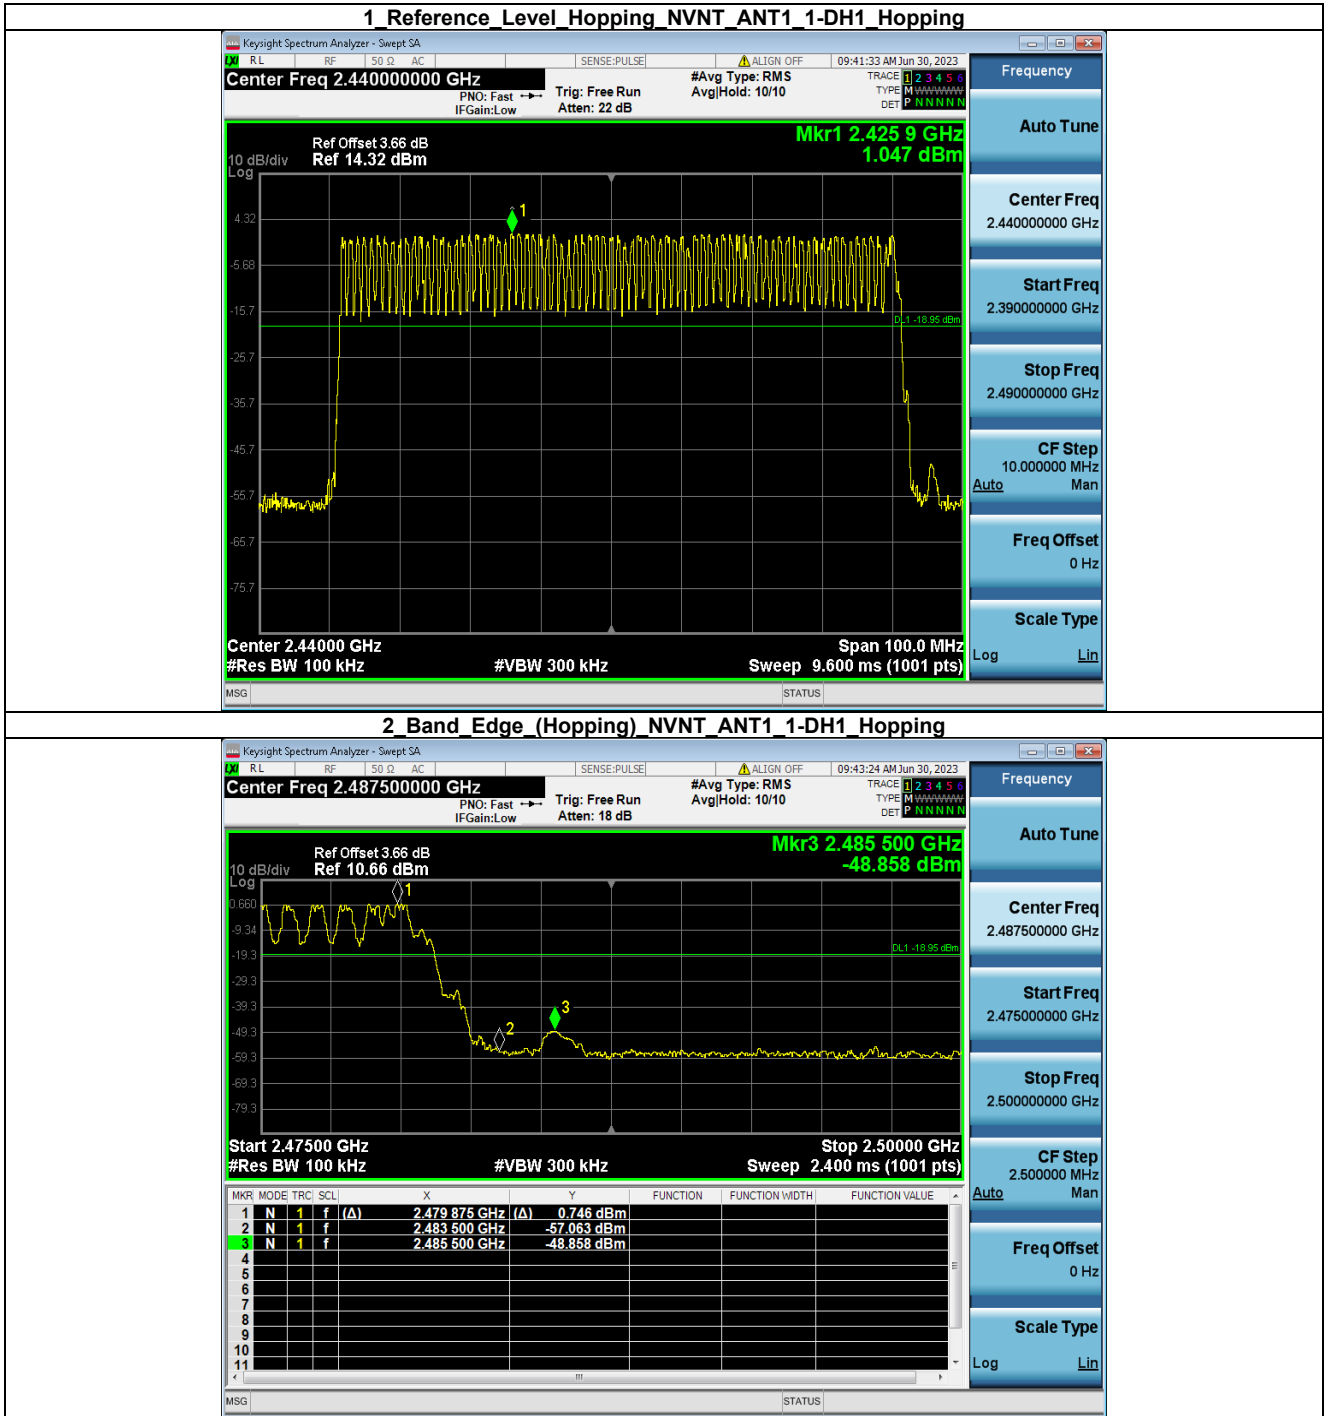 1_Reference_Level_Hopping_NVNT_ANT1_1-DH1_Hopping
Keysight Spectrum Analyzer - Swept SA
LXI RL RF 50 Ω AC SENSE:PULSE ALIGN OFF 09:41:33 AM Jun 30, 2023
Center Freq 2.440000000 GHz
PNO: Fast
IFGain:Low
Trig: Free Run
Atten: 22 dB
#Avg Type: RMS
Avg|Hold: 10/10
TRACE 1 2 3 4 5 6
TYPE M WWWWW
DET P N N N N N
Mkr1 2.425 9 GHz
1.047 dBm
Ref Offset 3.66 dB
10 dB/div Ref 14.32 dBm
Log
1
4.32
-5.68
-15.7
DL1 -18.95 dBm
-25.7
-35.7
-45.7
-55.7
-65.7
-75.7
Center 2.44000 GHz Span 100.0 MHz
#Res BW 100 kHz #VBW 300 kHz Sweep 9.600 ms (1001 pts)
MSG STATUS
Frequency
Auto Tune
Center Freq
2.440000000 GHz
Start Freq
2.390000000 GHz
Stop Freq
2.490000000 GHz
CF Step
10.000000 MHz
Auto Man
Freq Offset
0 Hz
Scale Type
Log Lin
2_Band_Edge_(Hopping)_NVNT_ANT1_1-DH1_Hopping
Keysight Spectrum Analyzer - Swept SA
LXI RL RF 50 Ω AC SENSE:PULSE ALIGN OFF 09:43:24 AM Jun 30, 2023
Center Freq 2.487500000 GHz
PNO: Fast
IFGain:Low
Trig: Free Run
Atten: 18 dB
#Avg Type: RMS
Avg|Hold: 10/10
TRACE 1 2 3 4 5 6
TYPE M WWWWW
DET P N N N N N
Mkr3 2.485 500 GHz
-48.858 dBm
Ref Offset 3.66 dB
10 dB/div Ref 10.66 dBm
Log
1
0.660
-9.34
DL1 -18.95 dBm
-19.3
-29.3
-39.3
3
-49.3
2
-59.3
-69.3
-79.3
Start 2.47500 GHz Stop 2.50000 GHz
#Res BW 100 kHz #VBW 300 kHz Sweep 2.400 ms (1001 pts)
MKR MODE TRC SCL X Y FUNCTION FUNCTION WIDTH FUNCTION VALUE
1 N 1 f (Δ) 2.479 875 GHz (Δ) 0.746 dBm
2 N 1 f 2.483 500 GHz -57.063 dBm
3 N 1 f 2.485 500 GHz -48.858 dBm
4
5
6
7
8
9
10
11
MSG STATUS
Frequency
Auto Tune
Center Freq
2.487500000 GHz
Start Freq
2.475000000 GHz
Stop Freq
2.500000000 GHz
CF Step
2.500000 MHz
Auto Man
Freq Offset
0 Hz
Scale Type
Log Lin